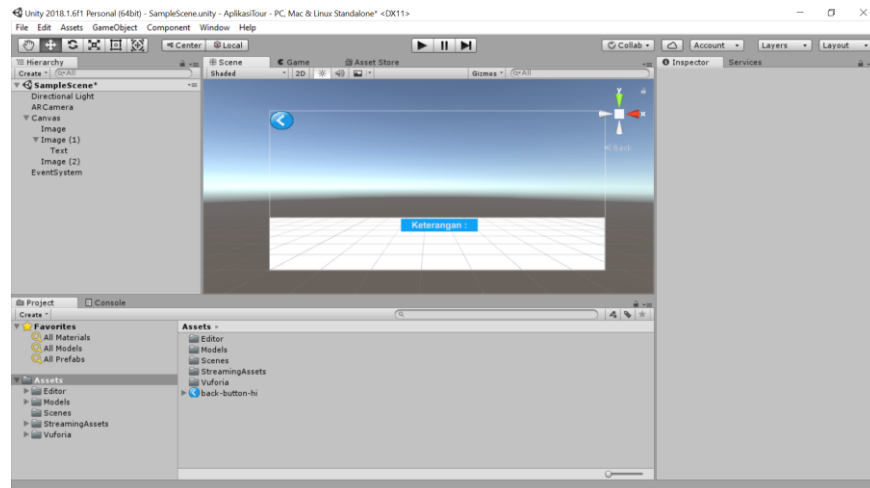 Unity 2018.1.6f1 Personal (64bit) - SampleScene.unity - AplikasiTour - PC, Mac & Linux Standalone* <DX11>
File Edit Assets GameObject Component Window Help
Center Local Collab Account Layers Layout
Hierarchy
Create All
SampleScene*
Directional Light
ARCamera
Canvas
Image
Image (1)
Text
Image (2)
EventSystem
Scene Game Asset Store
Shaded 2D Gizmos All
y
x
< Back
Keterangan :
Inspector Services
Project Console
Create
Favorites
All Materials
All Models
All Prefabs
Assets
Editor
Models
Scenes
StreamingAssets
Vuforia
Assets
Editor
Models
Scenes
StreamingAssets
Vuforia
back-button-hi